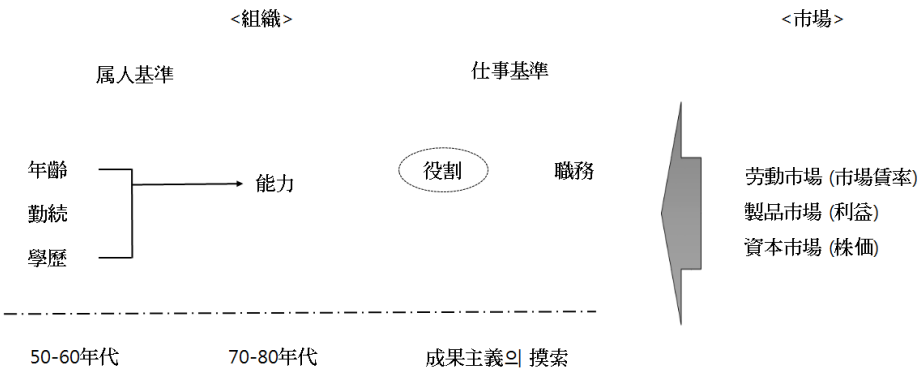 <組織>
<市場>
属人基準
仕事基準
年齡
勤続
學歷
能力
役割
職務
労動市場 (市場賃率)
製品市場 (利益)
資本市場 (株価)
50-60年代
70-80年代
成果主義의 摸索